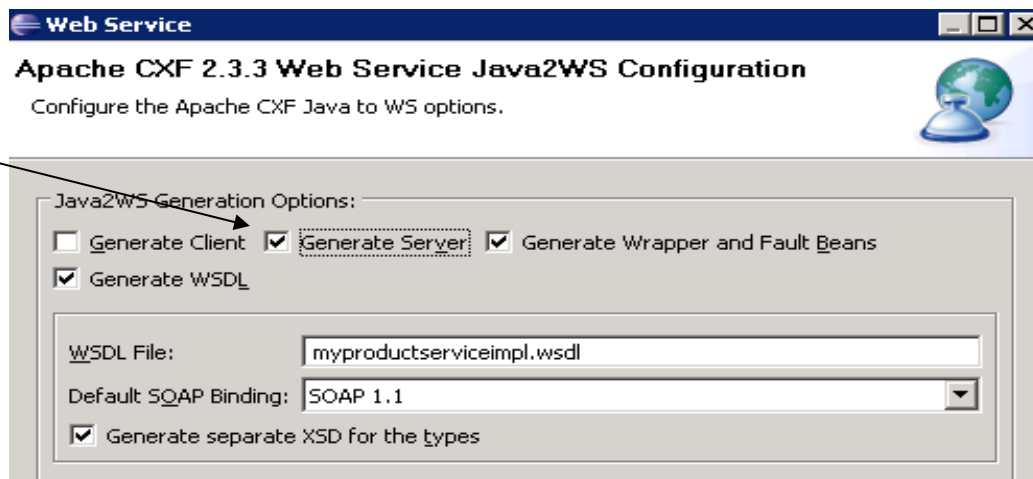 Web Service
Apache CXF 2.3.3 Web Service Java2WS Configuration
Configure the Apache CXF Java to WS options.
Java2WS Generation Options:
Generate Client Generate Server Generate Wrapper and Fault Beans
Generate WSDL
WSDL File: myproductserviceimpl.wsdl
Default SOAP Binding: SOAP 1.1
Generate separate XSD for the types